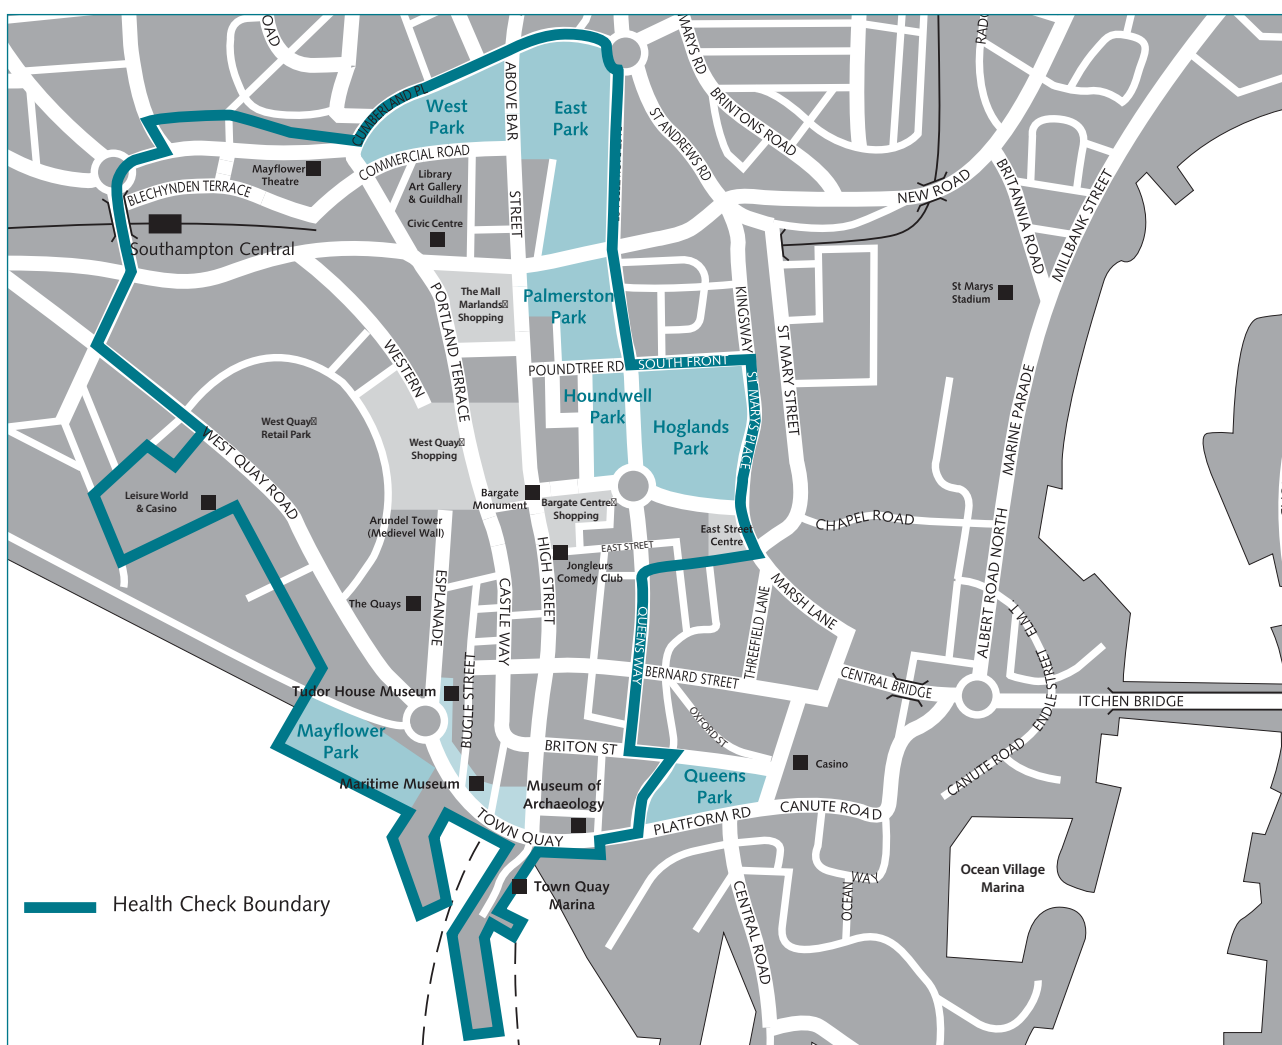 OAD
MARYS RD
RADC
CUMBERLAND PL
ABOVE BAR
STREET
West
Park
East
Park
BRINTONS ROAD
ST ANDREWS RD
COMMERCIAL ROAD
Mayflower
Theatre
Library
Art Gallery
& Guildhall
Civic Centre
BLECHYNDEN TERRACE
NEW ROAD
BRITANNIA ROAD
MILLBANK STREET
Southampton Central
The Mall
Marlands
Shopping
Palmerston
Park
KINGSWAY
ST MARY STREET
St Marys
Stadium
PORTLAND TERRACE
WESTERN
POUNDTREE RD
SOUTH FRONT
ST MARYS PLACE
Houndwell
Park
Hoglands
Park
MARINE PARADE
West Quay
Retail Park
West Quay
Shopping
WEST QUAY ROAD
Leisure World
& Casino
Bargate
Monument
Bargate Centre
Shopping
Arundel Tower
(Medievel Wall)
East Street
Centre
CHAPEL ROAD
EAST STREET
HIGH STREET
Jongleurs
Comedy Club
ALBERT ROAD NORTH
ESPLANADE
CASTLE WAY
The Quays
QUEENS WAY
THREEFIELD LANE
MARSH LANE
ELM T.
ENDLE STREET
BUGLE STREET
BERNARD STREET
CENTRAL BRIDGE
ITCHEN BRIDGE
Tudor House Museum
OXFORD ST
Mayflower
Park
BRITON ST
Casino
CANUTE ROAD
Maritime Museum
Museum of
Archaeology
Queens
Park
TOWN QUAY
PLATFORM RD
CANUTE ROAD
OCEAN WAY
Ocean Village
Marina
Town Quay
Marina
CENTRAL ROAD
Health Check Boundary